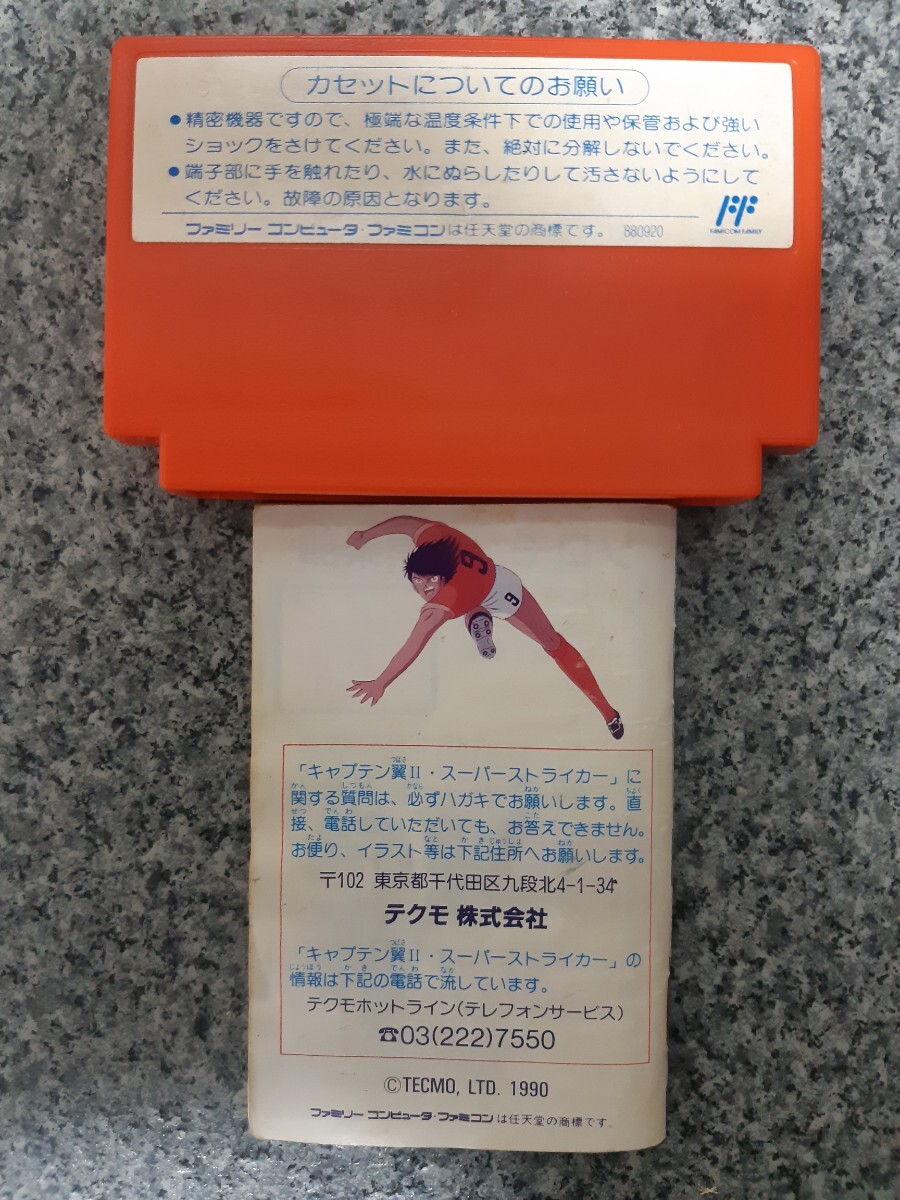 カセットについてのお願い
●精密機器ですので、極端な温度条件下での使用や保管および強い
ショックをさけてください。また、絶対に分解しないでください。
●端子部に手を触れたり、水にぬらしたりして汚さないようにして
ください。故障の原因となります。
FAMICOM FAMILY
ファミリー コンピュータ・ファミコンは任天堂の商標です。 880920
9
9
「キャプテン翼II・スーパーストライカー」に
関する質問は、必ずハガキでお願いします。直
接、電話していただいても、お答えできません。
お便り、イラスト等は下記住所へお願いします。
〒102 東京都千代田区九段北4-1-34
テクモ 株式会社
「キャプテン翼II・スーパーストライカー」の
情報は下記の電話で流しています。
テクモホットライン(テレフォンサービス)
☎03(222)7550
©TECMO, LTD. 1990
ファミリー コンピュータ・ファミコンは任天堂の商標です。